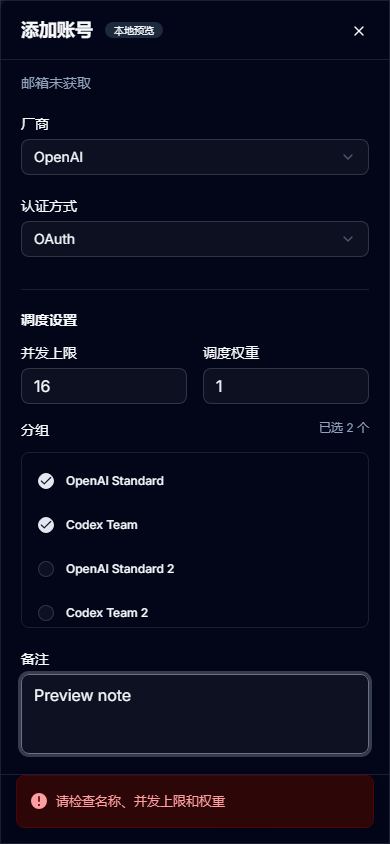 添加账号 本地预览
邮箱未获取
厂商
OpenAI
认证方式
OAuth
调度设置
并发上限 调度权重
16 1
分组 已选 2 个
OpenAI Standard
Codex Team
OpenAI Standard 2
Codex Team 2
备注
Preview note
请检查名称、并发上限和权重